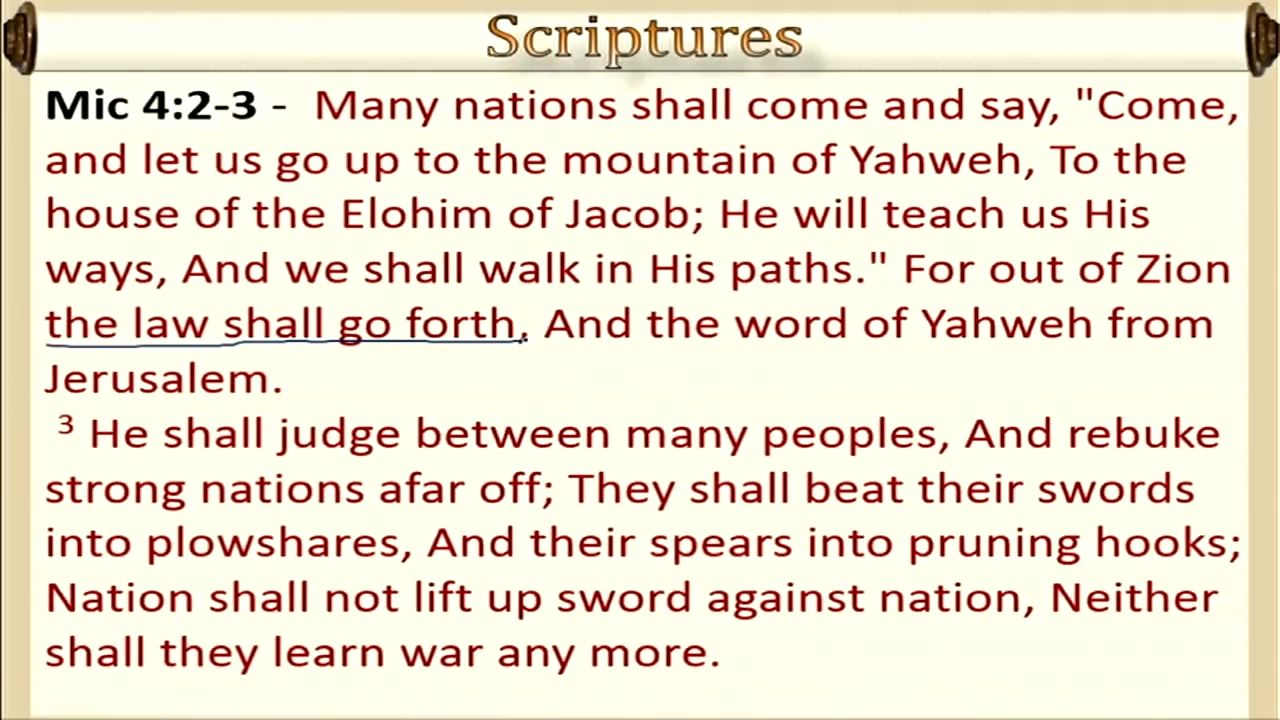 Scriptures
Mic 4:2-3 - Many nations shall come and say, "Come,
and let us go up to the mountain of Yahweh, To the
house of the Elohim of Jacob; He will teach us His
ways, And we shall walk in His paths." For out of Zion
the law shall go forth, And the word of Yahweh from
Jerusalem.
3 He shall judge between many peoples, And rebuke
strong nations afar off; They shall beat their swords
into plowshares, And their spears into pruning hooks;
Nation shall not lift up sword against nation, Neither
shall they learn war any more.